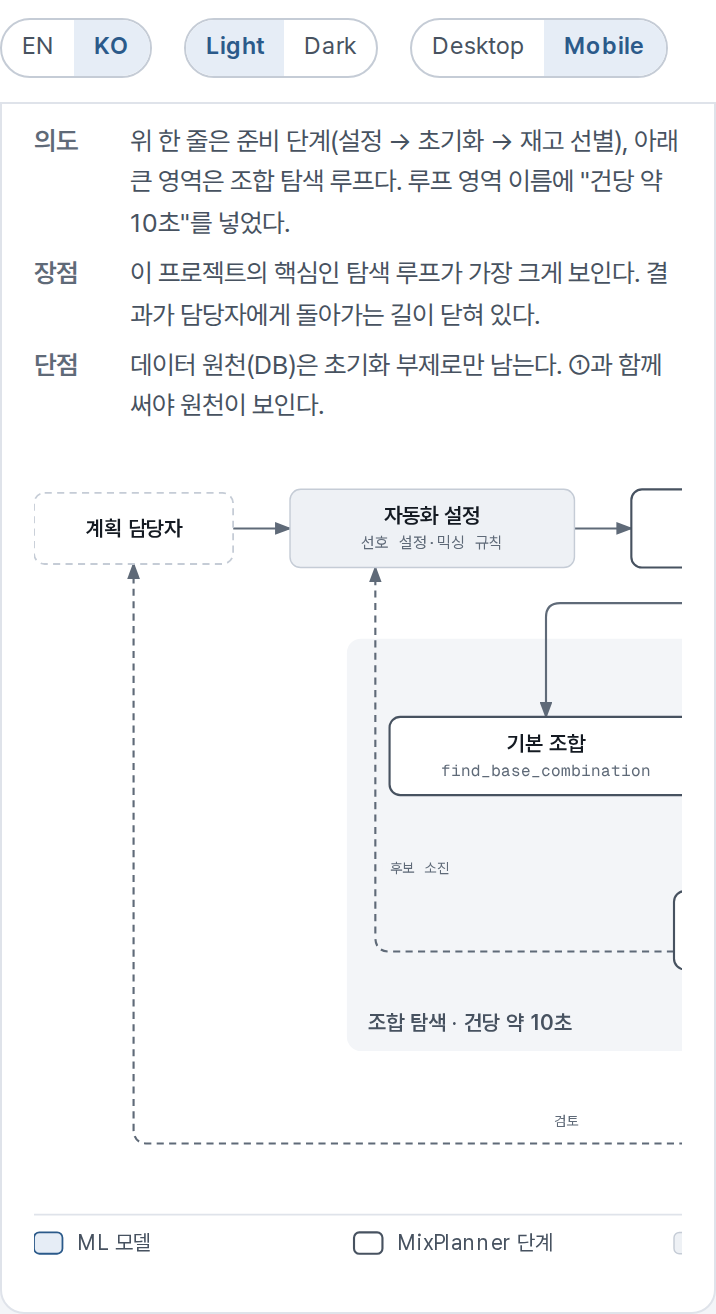 EN KO Light Dark Desktop Mobile
의도 위 한 줄은 준비 단계(설정 → 초기화 → 재고 선별), 아래
큰 영역은 조합 탐색 루프다. 루프 영역 이름에 "건당 약
10초"를 넣었다.
장점 이 프로젝트의 핵심인 탐색 루프가 가장 크게 보인다. 결
과가 담당자에게 돌아가는 길이 닫혀 있다.
단점 데이터 원천(DB)은 초기화 부제로만 남는다. ①과 함께
써야 원천이 보인다.
계획 담당자
자동화 설정
선호 설정·믹싱 규칙
기본 조합
find_base_combination
후보 소진
조합 탐색 · 건당 약 10초
검토
ML 모델 MixPlanner 단계